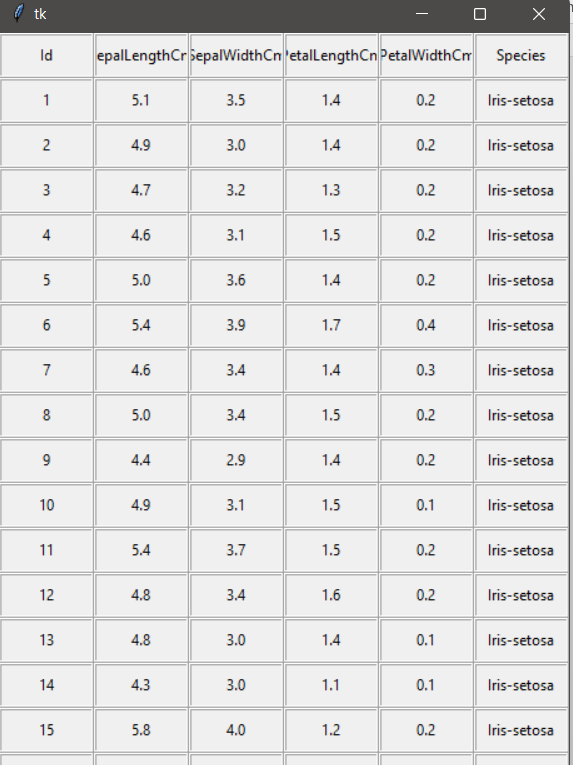 tk
Id epalLengthCn SepalWidthCm PetalLengthCn PetalWidthCm Species
1 5.1 3.5 1.4 0.2 Iris-setosa
2 4.9 3.0 1.4 0.2 Iris-setosa
3 4.7 3.2 1.3 0.2 Iris-setosa
4 4.6 3.1 1.5 0.2 Iris-setosa
5 5.0 3.6 1.4 0.2 Iris-setosa
6 5.4 3.9 1.7 0.4 Iris-setosa
7 4.6 3.4 1.4 0.3 Iris-setosa
8 5.0 3.4 1.5 0.2 Iris-setosa
9 4.4 2.9 1.4 0.2 Iris-setosa
10 4.9 3.1 1.5 0.1 Iris-setosa
11 5.4 3.7 1.5 0.2 Iris-setosa
12 4.8 3.4 1.6 0.2 Iris-setosa
13 4.8 3.0 1.4 0.1 Iris-setosa
14 4.3 3.0 1.1 0.1 Iris-setosa
15 5.8 4.0 1.2 0.2 Iris-setosa